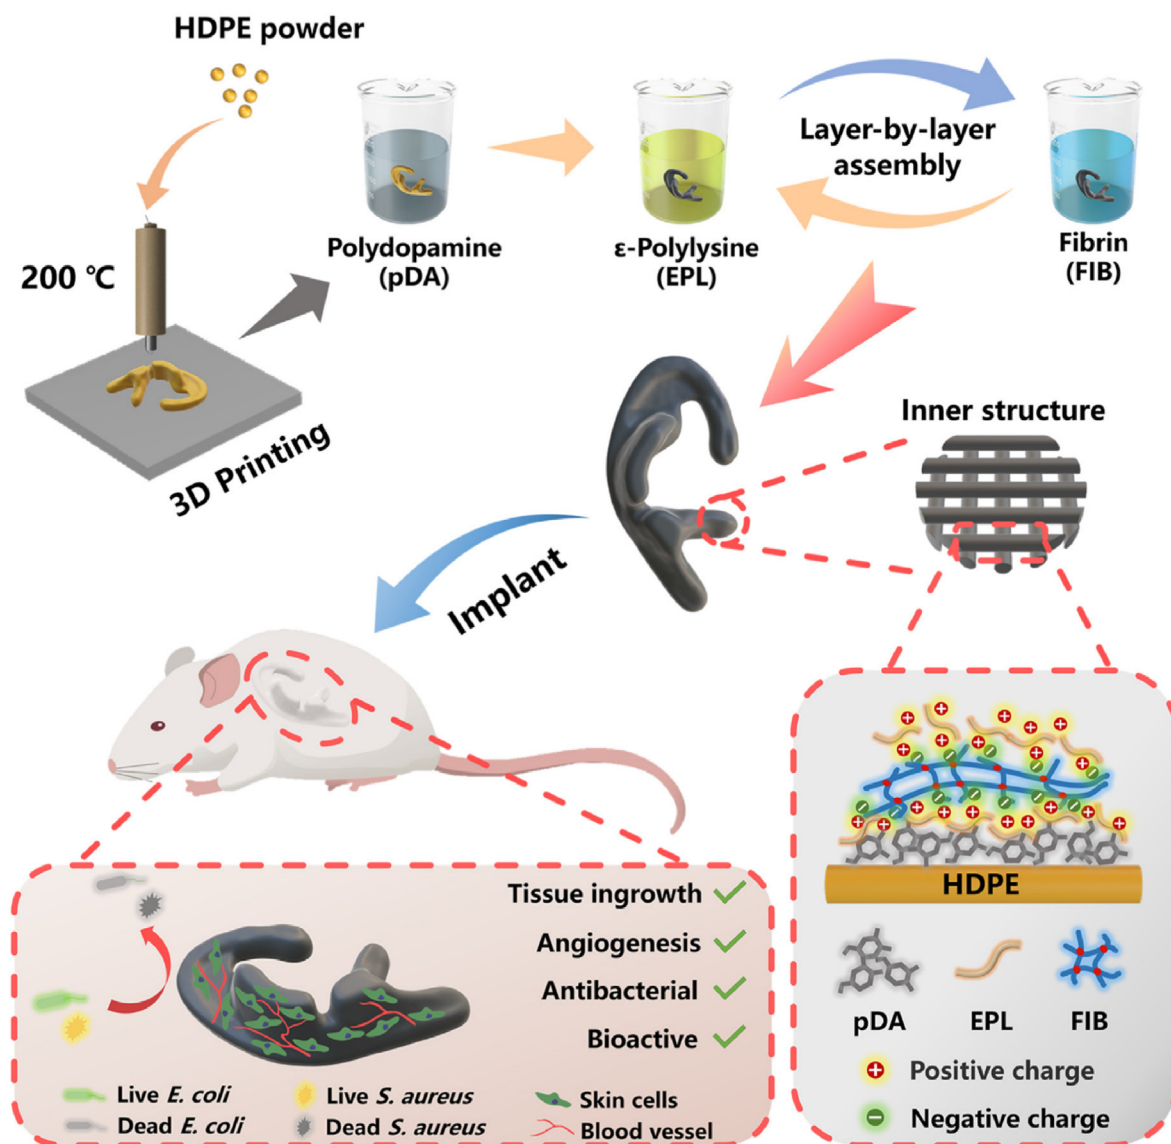 HDPE powder
200 ℃
3D Printing
Polydopamine
(pDA)
ε-Polylysine
(EPL)
Layer-by-layer
assembly
Fibrin
(FIB)
Inner structure
Implant
Tissue ingrowth
Angiogenesis
Antibacterial
Bioactive
Live E. coli
Live S. aureus
Skin cells
Dead E. coli
Dead S. aureus
Blood vessel
HDPE
pDA
EPL
FIB
Positive charge
Negative charge